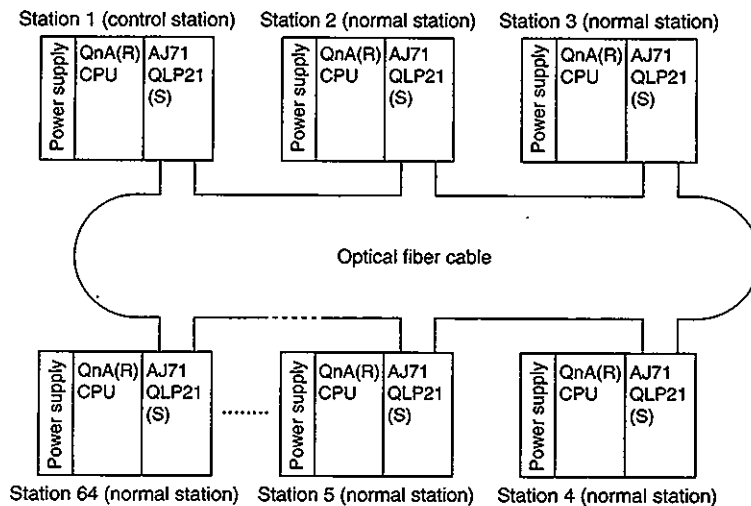 Station 1 (control station)
Station 2 (normal station)
Station 3 (normal station)
Power supply
QnA(R)
CPU
AJ71
QLP21
(S)
Power supply
QnA(R)
CPU
AJ71
QLP21
(S)
Power supply
QnA(R)
CPU
AJ71
QLP21
(S)
Optical fiber cable
Power supply
QnA(R)
CPU
AJ71
QLP21
(S)
Power supply
QnA(R)
CPU
AJ71
QLP21
(S)
Power supply
QnA(R)
CPU
AJ71
QLP21
(S)
Station 64 (normal station)
Station 5 (normal station)
Station 4 (normal station)